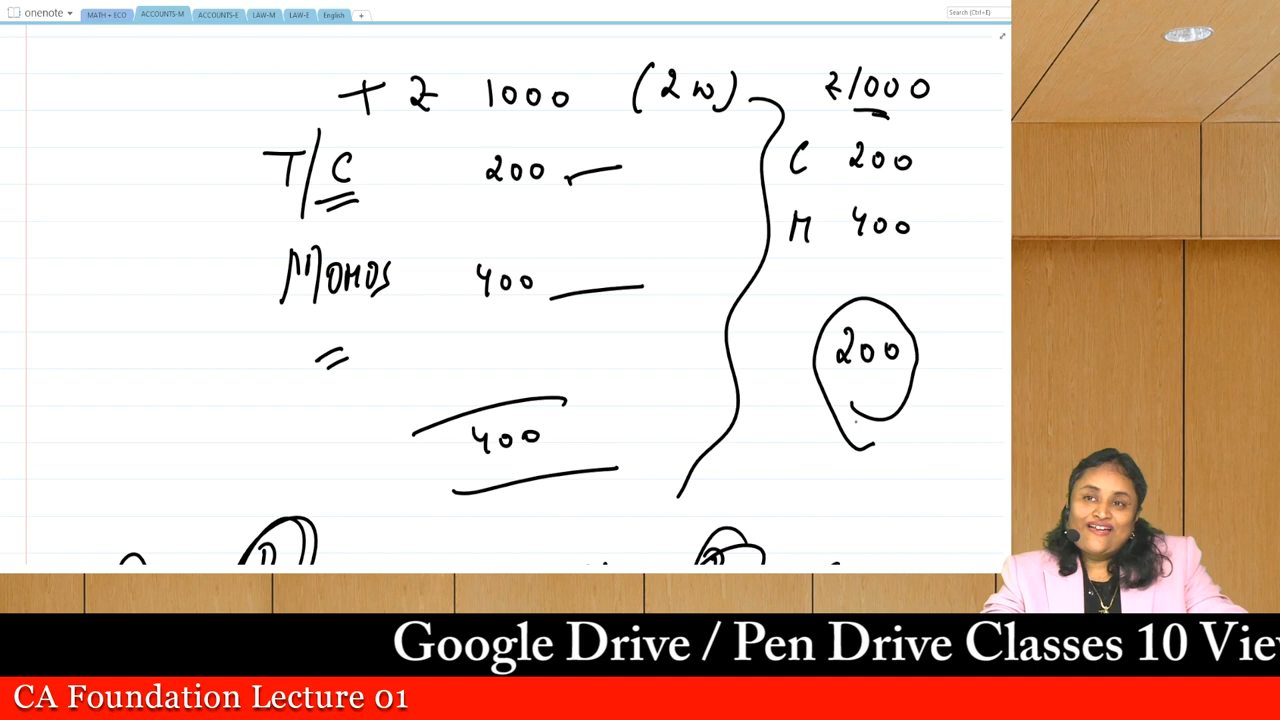 onenote MATH + ECO ACCOUNTS-M ACCOUNTS-E LAW-M LAW-E English + Search (Ctrl+E)
+ 1000 (2 w)
T/C 200
Momos 400
=
400
1000
C 200
M 400
200
Google Drive / Pen Drive Classes 10 Vie
CA Foundation Lecture 01